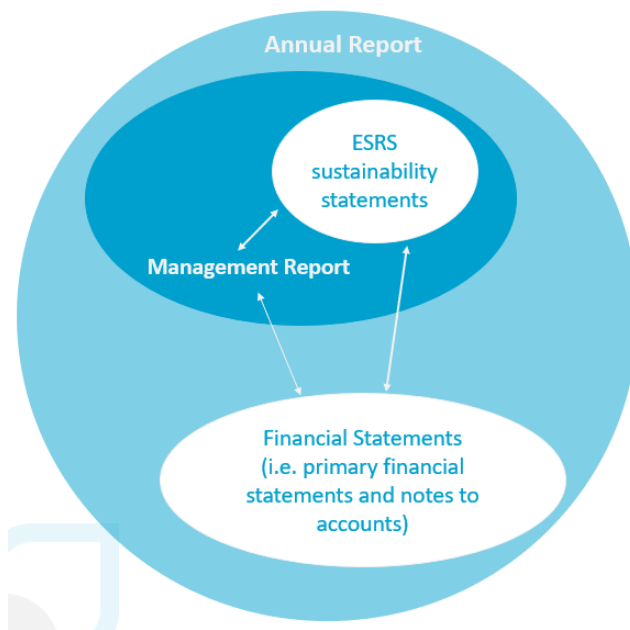 Annual Report
ESRS
sustainability
statements
Management Report
Financial Statements
(i.e. primary financial
statements and notes to
accounts)